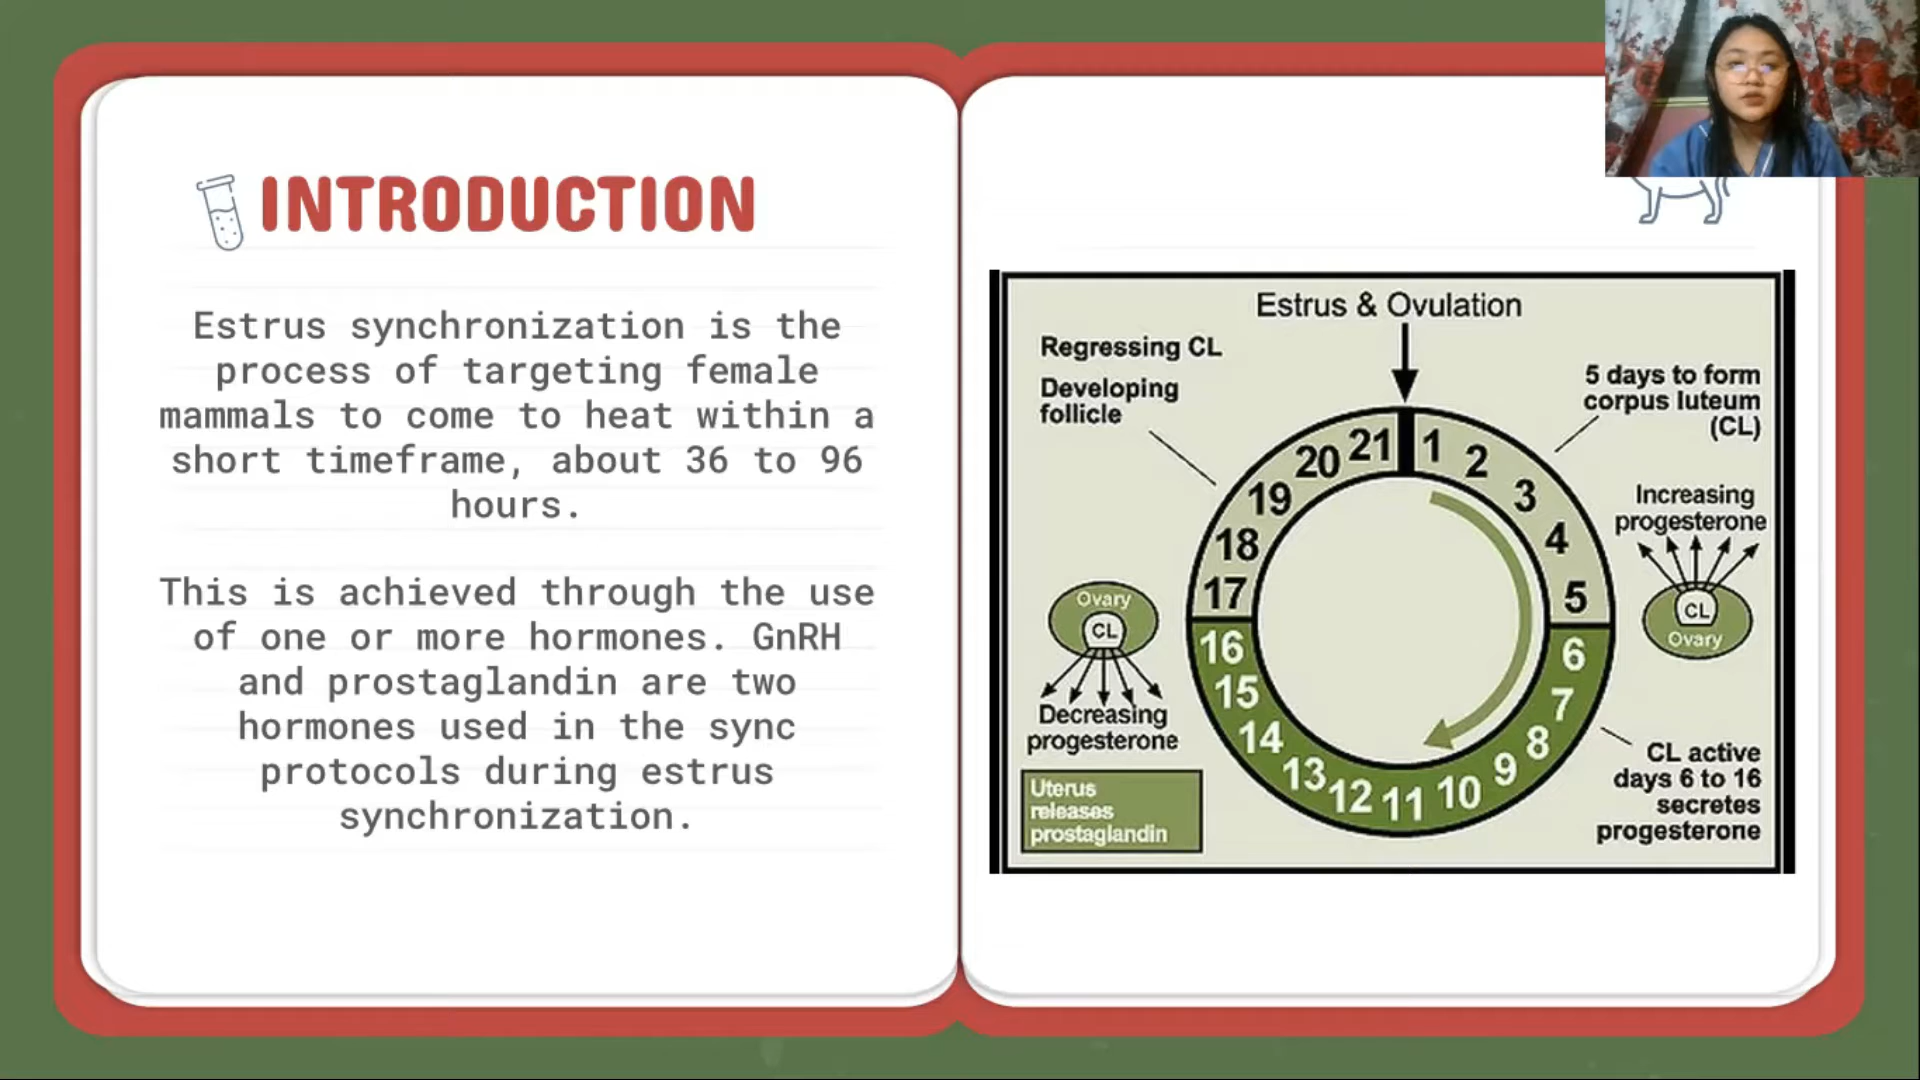 INTRODUCTION
Estrus synchronization is the
process of targeting female
mammals to come to heat within a
short timeframe, about 36 to 96
hours.
This is achieved through the use
of one or more hormones. GnRH
and prostaglandin are two
hormones used in the sync
protocols during estrus
synchronization.
Estrus & Ovulation
Regressing CL
Developing
follicle
5 days to form
corpus luteum
(CL)
Increasing
progesterone
CL
Ovary
CL active
days 6 to 16
secretes
progesterone
Ovary
CL
Decreasing
progesterone
Uterus
releases
prostaglandin
1
2
3
4
5
6
7
8
9
10
11
12
13
14
15
16
17
18
19
20
21